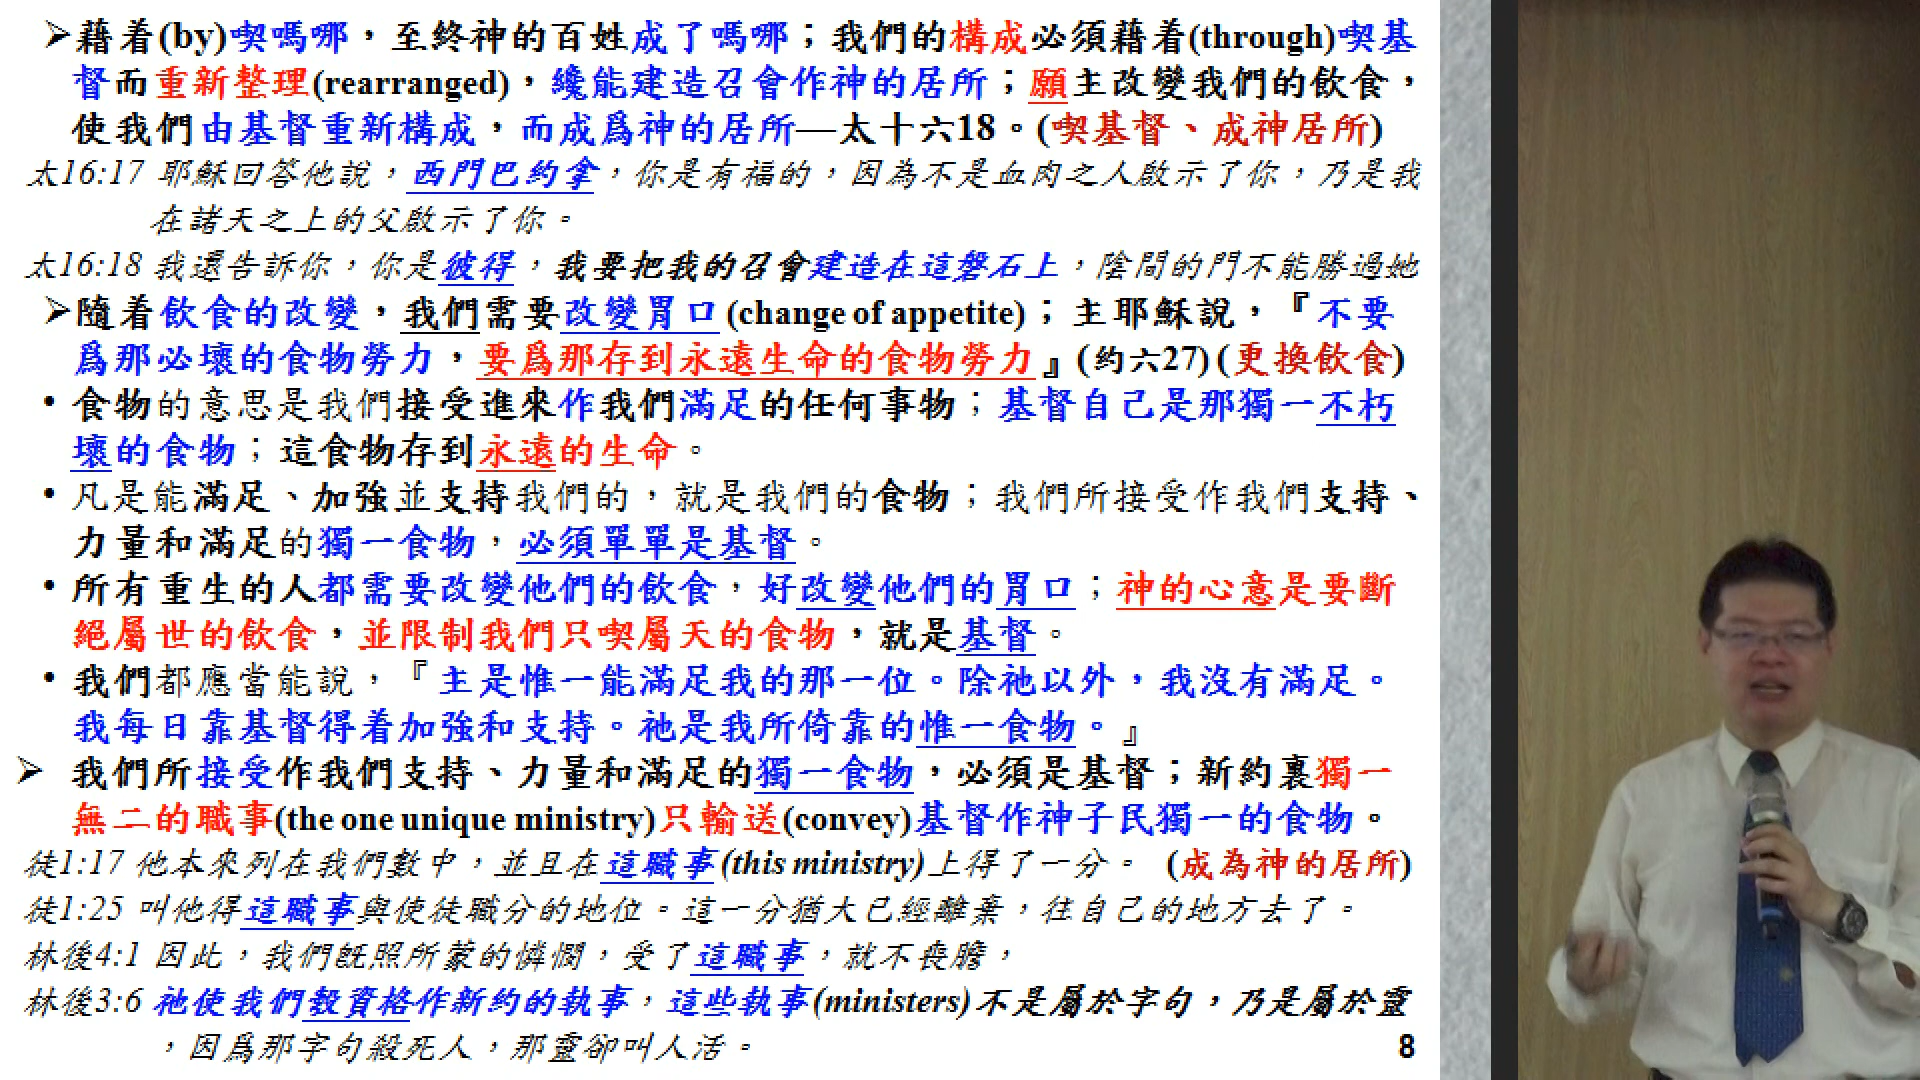 ➢藉着(by)喫嗎哪，至終神的百姓成了嗎哪；我們的構成必須藉着(through)喫基
督而重新整理(rearranged)，纔能建造召會作神的居所；願主改變我們的飲食，
使我們由基督重新構成，而成爲神的居所—太十六18。(喫基督、成神居所)
太16:17 耶穌回答他說，西門巴約拿，你是有福的，因為不是血肉之人啟示了你，乃是我
在諸天之上的父啟示了你。
太16:18 我還告訴你，你是彼得，我要把我的召會建造在這磐石上，陰間的門不能勝過她
➢隨着飲食的改變，我們需要改變胃口(change of appetite)；主耶穌說，『不要
爲那必壞的食物勞力，要爲那存到永遠生命的食物勞力』(約六27)(更換飲食)
• 食物的意思是我們接受進來作我們滿足的任何事物；基督自己是那獨一不朽
壞的食物；這食物存到永遠的生命。
• 凡是能滿足、加強並支持我們的，就是我們的食物；我們所接受作我們支持、
力量和滿足的獨一食物，必須單單是基督。
• 所有重生的人都需要改變他們的飲食，好改變他們的胃口；神的心意是要斷
絕屬世的飲食，並限制我們只喫屬天的食物，就是基督。
• 我們都應當能說，『主是惟一能滿足我的那一位。除祂以外，我沒有滿足。
我每日靠基督得着加強和支持。祂是我所倚靠的惟一食物。』
➢ 我們所接受作我們支持、力量和滿足的獨一食物，必須是基督；新約裏獨一
無二的職事(the one unique ministry)只輸送(convey)基督作神子民獨一的食物。
徒1:17 他本來列在我們數中，並且在這職事(this ministry)上得了一分。 (成為神的居所)
徒1:25 叫他得這職事與使徒職分的地位。這一分猶大已經離棄，往自己的地方去了。
林後4:1 因此，我們既照所蒙的憐憫，受了這職事，就不喪膽，
林後3:6 祂使我們彀資格作新約的執事，這些執事(ministers)不是屬於字句，乃是屬於靈
，因爲那字句殺死人，那靈卻叫人活。
8